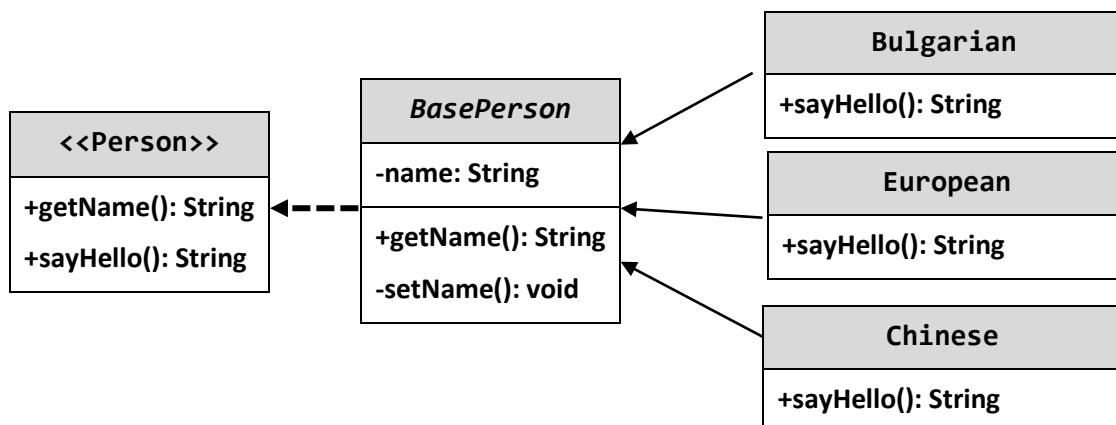 <<Person>>
+getName(): String
+sayHello(): String
BasePerson
-name: String
+getName(): String
-setName(): void
Bulgarian
+sayHello(): String
European
+sayHello(): String
Chinese
+sayHello(): String